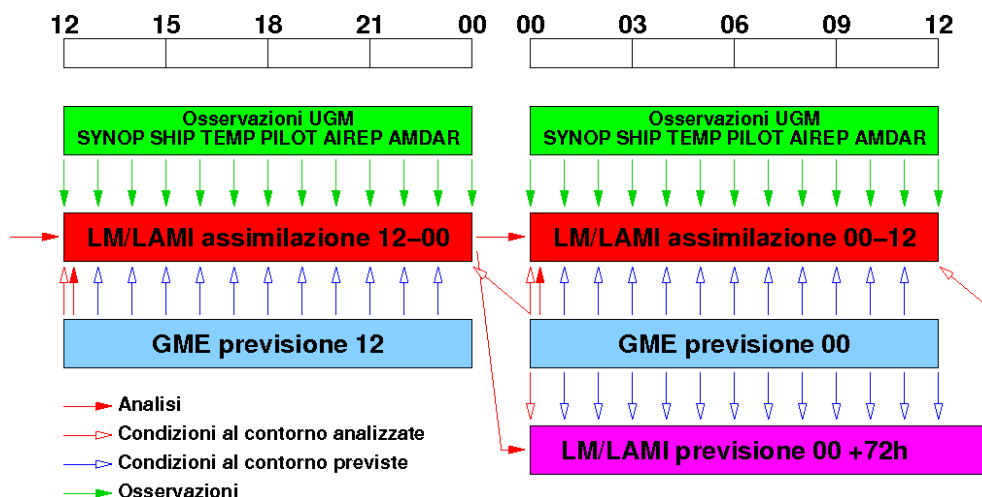 12 15 18 21 00 00 03 06 09 12
Osservazioni UGM
SYNOP SHIP TEMP PILOT AIREP AMDAR
Osservazioni UGM
SYNOP SHIP TEMP PILOT AIREP AMDAR
LM/LAMI assimilazione 12–00
LM/LAMI assimilazione 00–12
GME previsione 12
GME previsione 00
Analisi
Condizioni al contorno analizzate
Condizioni al contorno previste
Osservazioni
LM/LAMI previsione 00 +72h